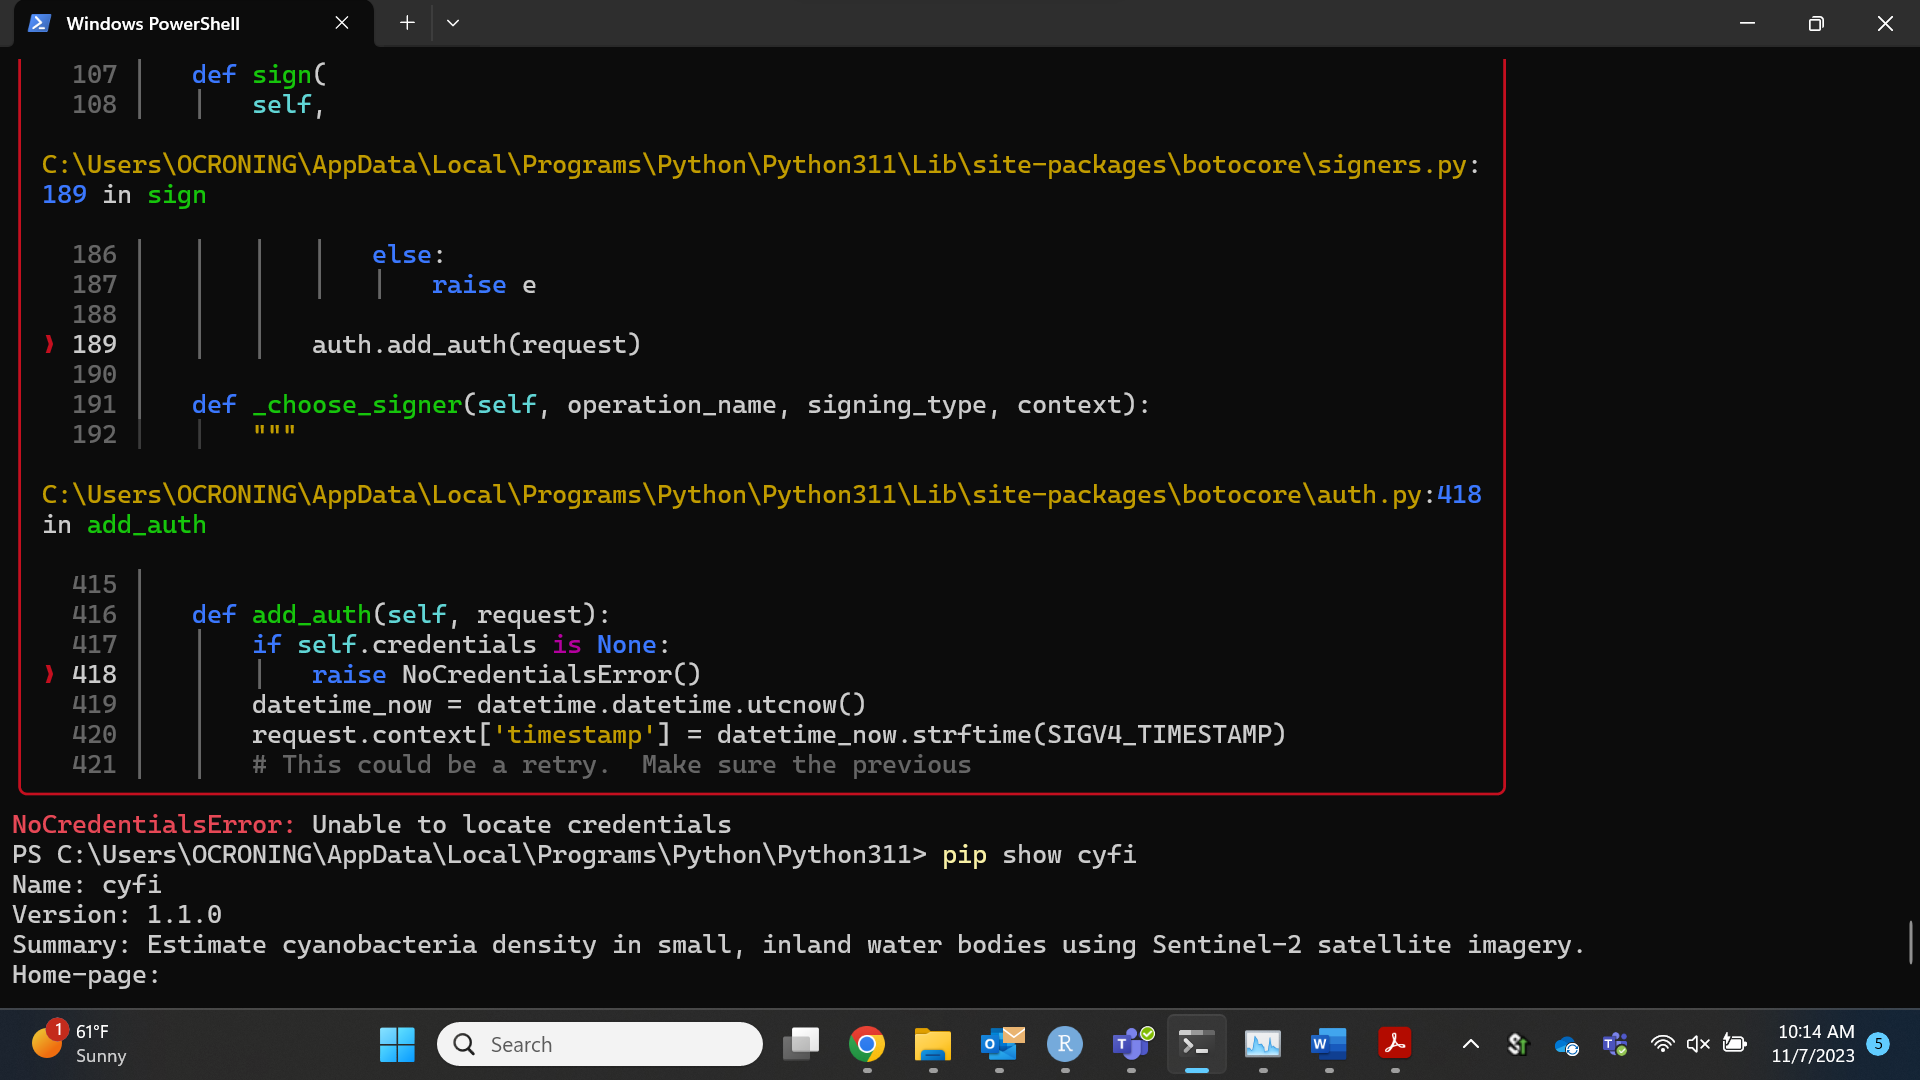 Windows PowerShell
107 def sign(
108 self,
C:\Users\OCRONING\AppData\Local\Programs\Python\Python311\Lib\site-packages\botocore\signers.py:
189 in sign
186 else:
187 raise e
188
❱ 189 auth.add_auth(request)
190
191 def _choose_signer(self, operation_name, signing_type, context):
192 """
C:\Users\OCRONING\AppData\Local\Programs\Python\Python311\Lib\site-packages\botocore\auth.py:418
in add_auth
415
416 def add_auth(self, request):
417 if self.credentials is None:
❱ 418 raise NoCredentialsError()
419 datetime_now = datetime.datetime.utcnow()
420 request.context['timestamp'] = datetime_now.strftime(SIGV4_TIMESTAMP)
421 # This could be a retry.  Make sure the previous
NoCredentialsError: Unable to locate credentials
PS C:\Users\OCRONING\AppData\Local\Programs\Python\Python311> pip show cyfi
Name: cyfi
Version: 1.1.0
Summary: Estimate cyanobacteria density in small, inland water bodies using Sentinel-2 satellite imagery.
Home-page:
1
61°F
Sunny
Search
10:14 AM
11/7/2023
5